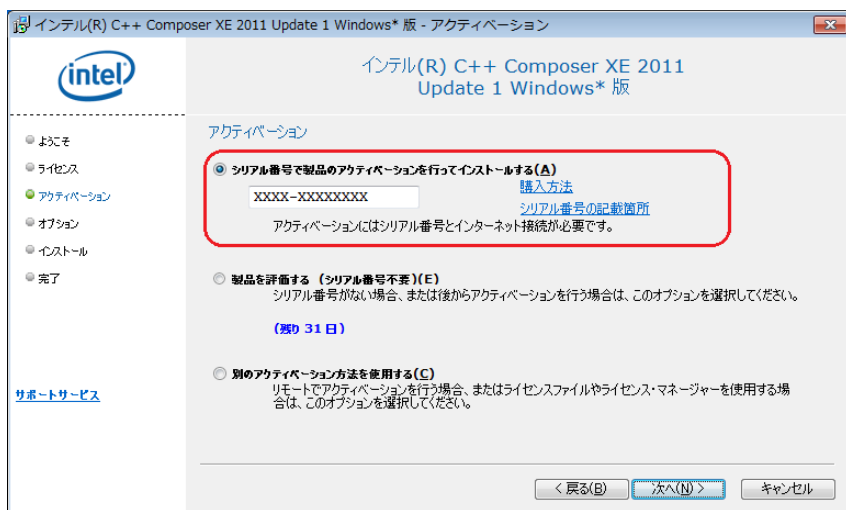 インテル(R) C++ Composer XE 2011 Update 1 Windows* 版 - アクティベーション
intel
インテル(R) C++ Composer XE 2011
Update 1 Windows* 版
ようこそ
ライセンス
アクティベーション
オプション
インストール
完了
サポートサービス
アクティベーション
シリアル番号で製品のアクティベーションを行ってインストールする(A)
XXXX-XXXXXXXX
購入方法
シリアル番号の記載箇所
アクティベーションにはシリアル番号とインターネット接続が必要です。
製品を評価する (シリアル番号不要)(E)
シリアル番号がない場合、または後からアクティベーションを行う場合は、このオプションを選択してください。
(残り 31 日)
別のアクティベーション方法を使用する(C)
リモートでアクティベーションを行う場合、またはライセンスファイルやライセンス・マネージャーを使用する場
合は、このオプションを選択してください。
< 戻る(B)
次へ(N) >
キャンセル